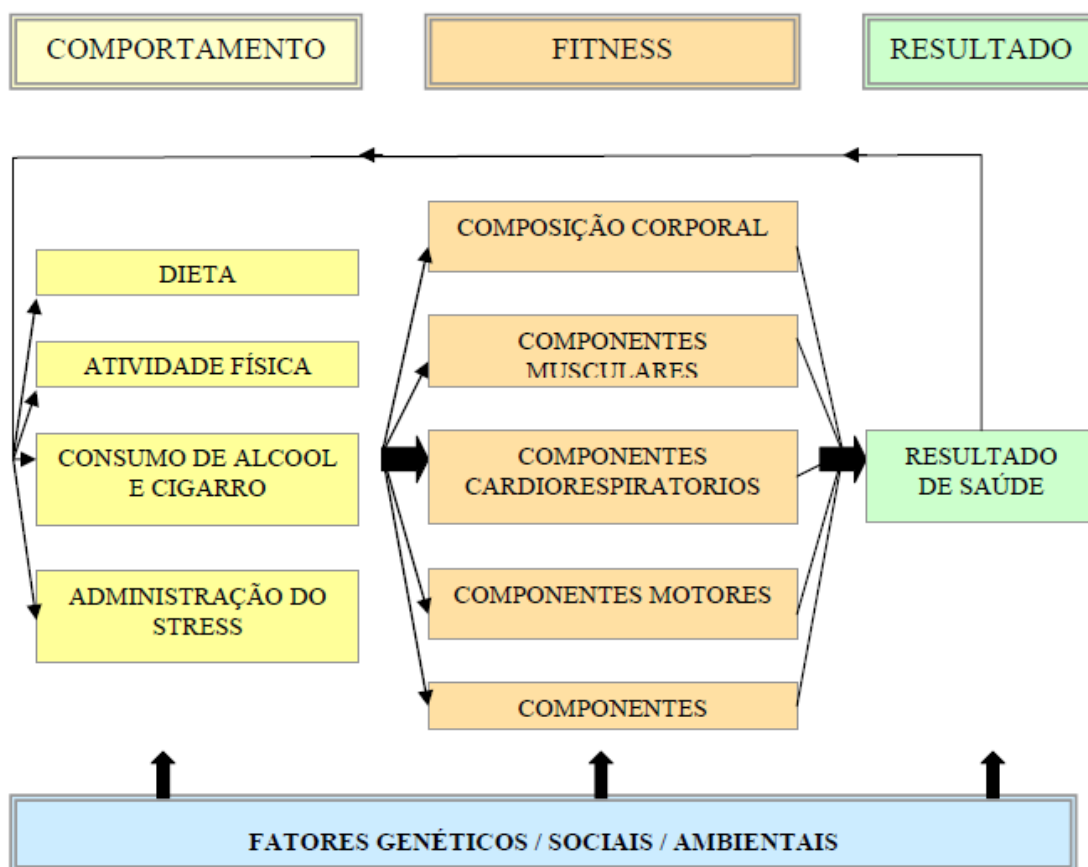 COMPORTAMENTO
FITNESS
RESULTADO
DIETA
ATIVIDADE FÍSICA
CONSUMO DE ALCOOL
E CIGARRO
ADMINISTRAÇÃO DO
STRESS
COMPOSIÇÃO CORPORAL
COMPONENTES
MUSCULARES
COMPONENTES
CARDIORESPIRATORIOS
COMPONENTES MOTORES
COMPONENTES
RESULTADO
DE SAÚDE
FATORES GENÉTICOS / SOCIAIS / AMBIENTAIS